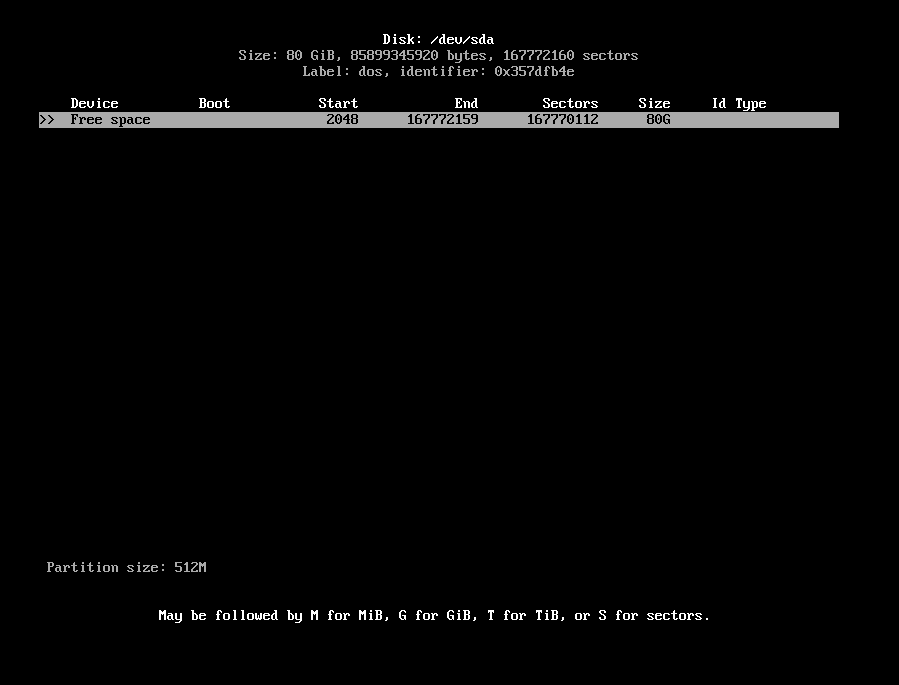 Disk: /dev/sda
Size: 80 GiB, 85899345920 bytes, 167772160 sectors
Label: dos, identifier: 0x357dfb4e
Device Boot Start End Sectors Size Id Type
>> Free space 2048 167772159 167770112 80G
Partition size: 512M
May be followed by M for MiB, G for GiB, T for TiB, or S for sectors.